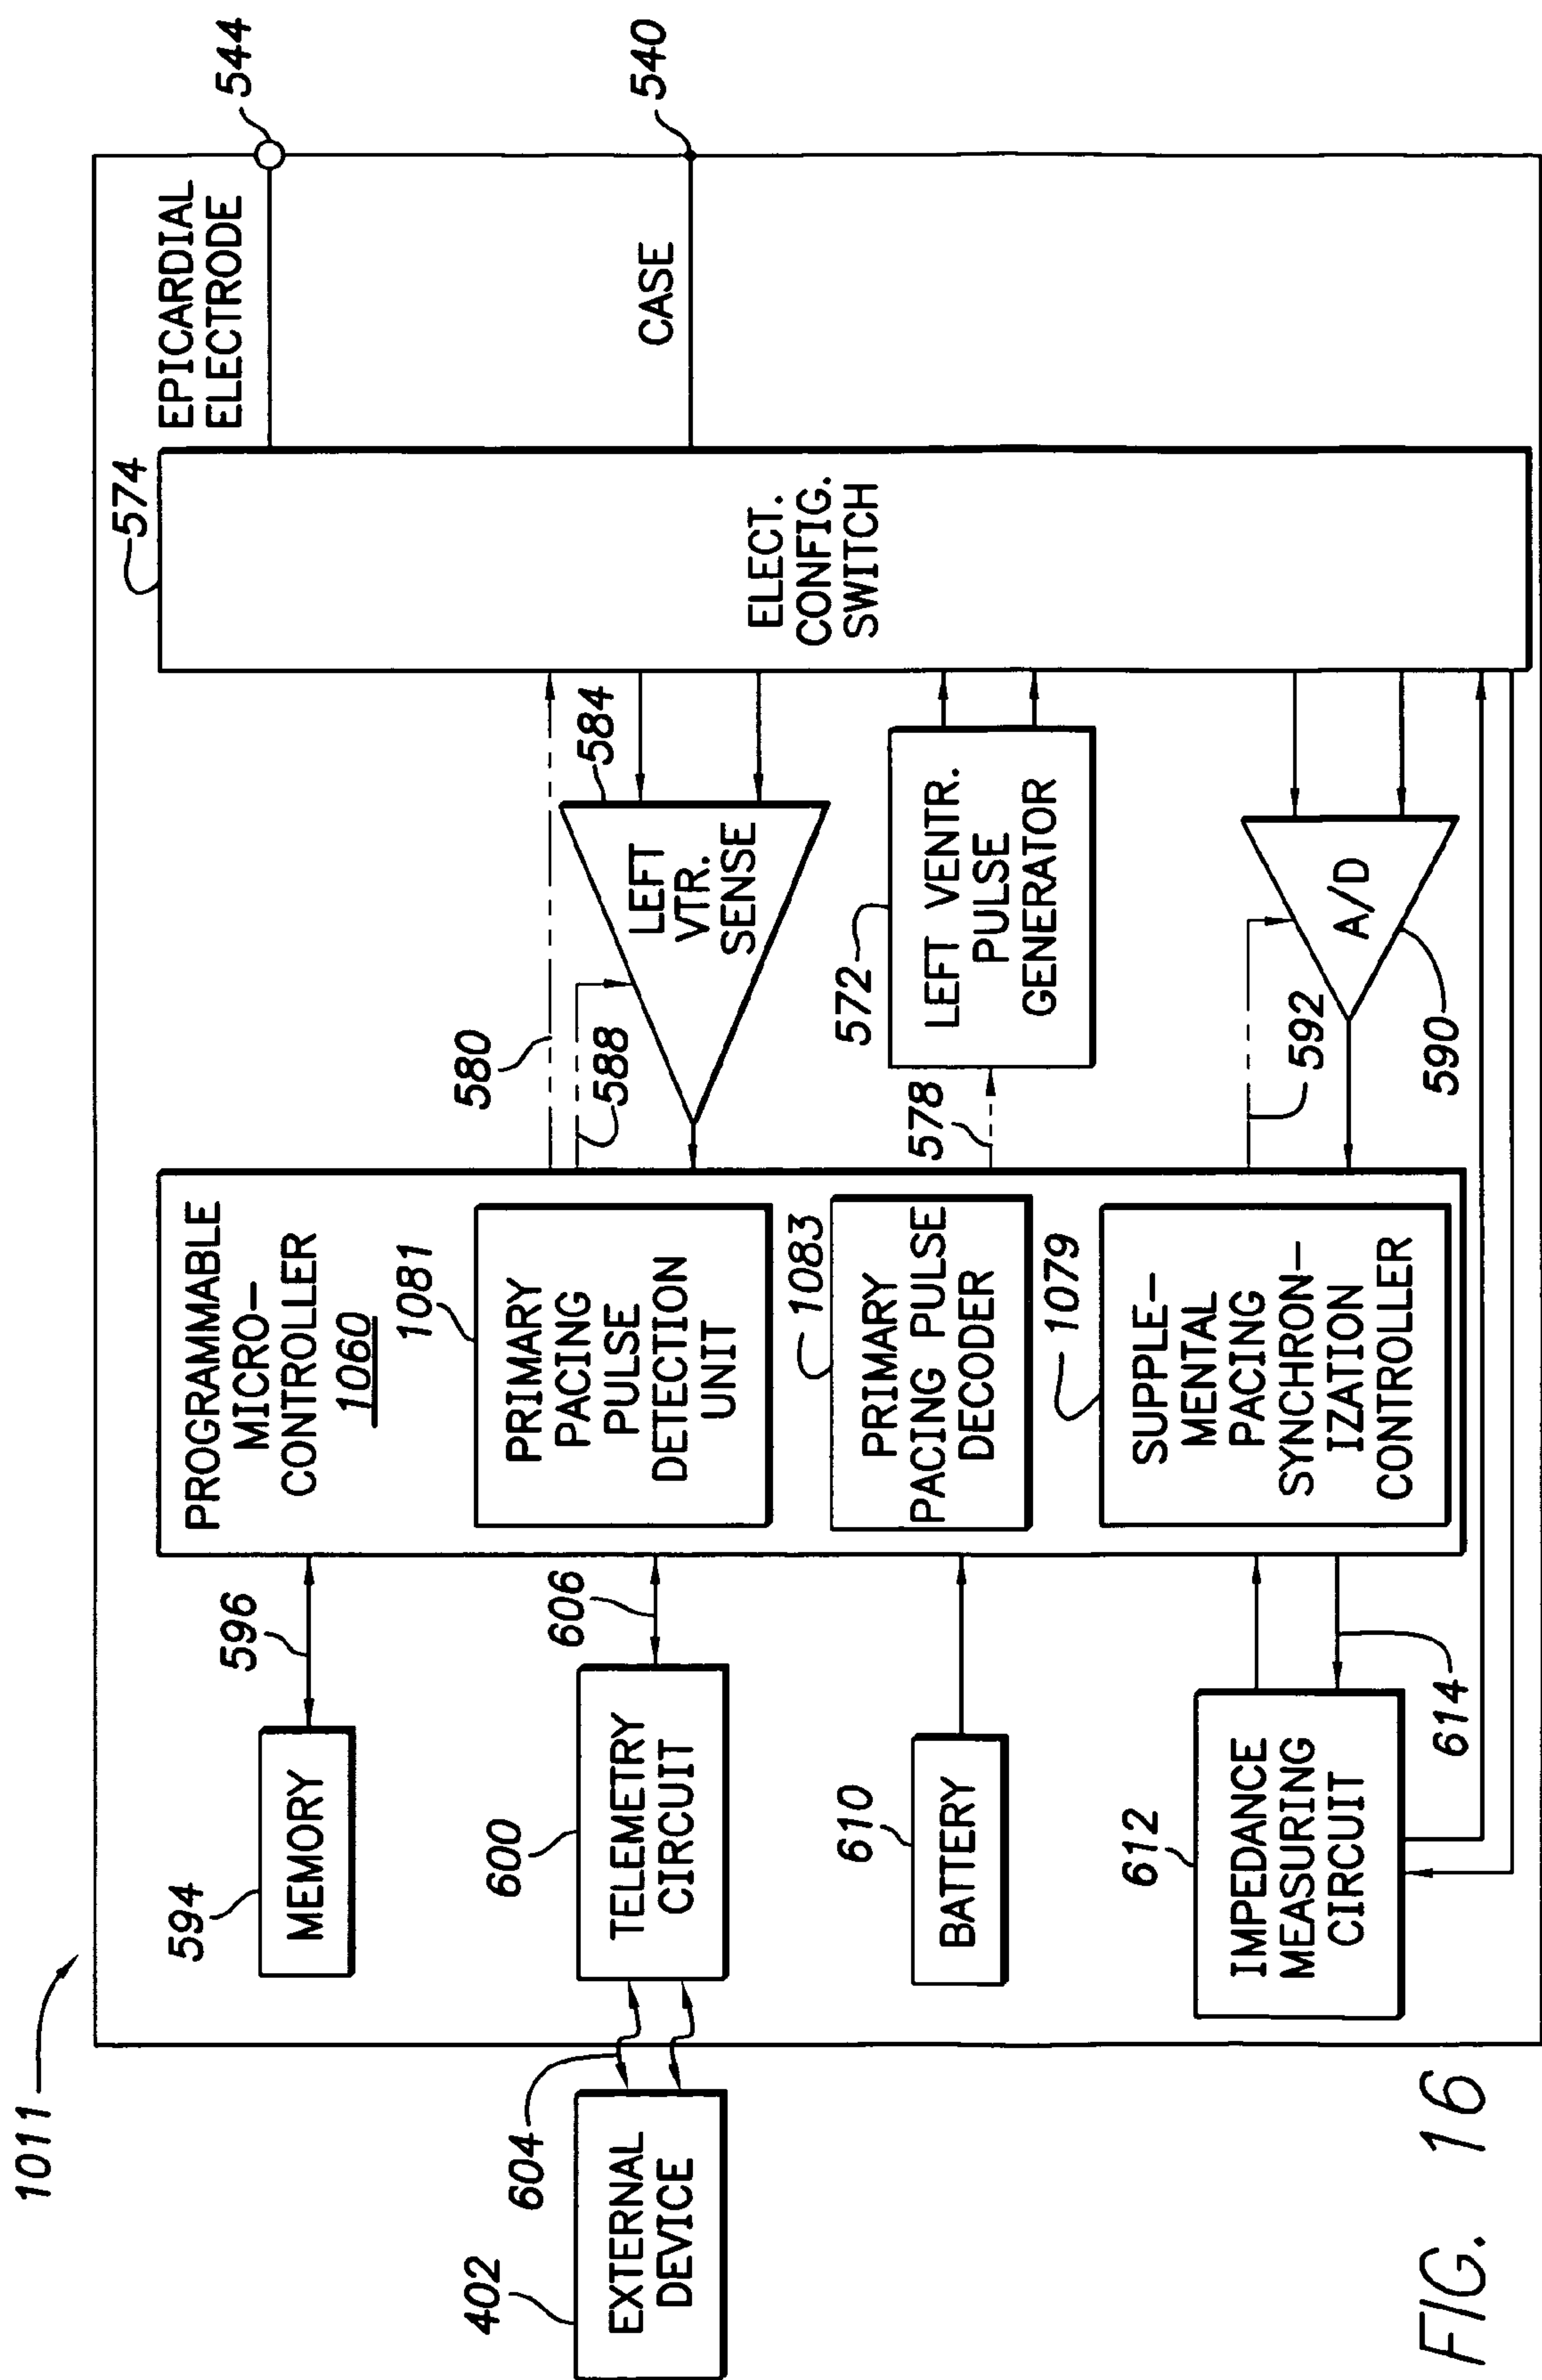 1011
EPICARDIAL
ELECTRODE
544
CASE
540
574
ELECT.
CONFIG.
SWITCH
580
588
584
LEFT
VTR.
SENSE
572
LEFT VENTR.
PULSE
GENERATOR
578
592
A/D
590
PROGRAMMABLE
MICRO-
CONTROLLER
1060
1081
PRIMARY
PACING
PULSE
DETECTION
UNIT
1083
PRIMARY
PACING PULSE
DECODER
1079
SUPPLE-
MENTAL
PACING
SYNCHRON-
IZATION
CONTROLLER
596
594
MEMORY
606
600
TELEMETRY
CIRCUIT
604
402
EXTERNAL
DEVICE
610
BATTERY
612
IMPEDANCE
MEASURING
CIRCUIT
614
FIG. 16